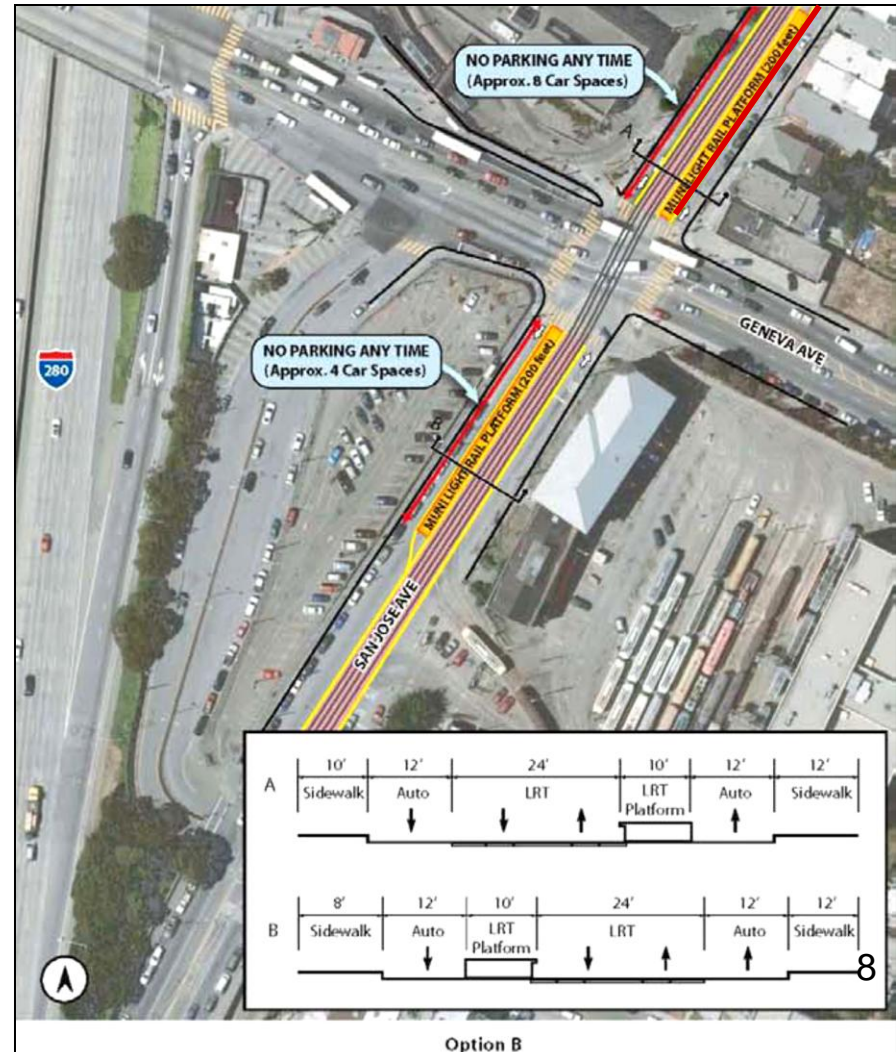 NO PARKING ANY TIME
(Approx. 8 Car Spaces)
MUNI LIGHT RAIL PLATFORM (200 feet)
A
280
NO PARKING ANY TIME
(Approx. 4 Car Spaces)
MUNI LIGHT RAIL PLATFORM (200 feet)
B
GENEVA AVE
SAN JOSE AVE
A
10' 12' 24' 10' 12' 12'
Sidewalk Auto LRT LRT Platform Auto Sidewalk
B
8' 12' 10' 24' 12' 12'
Sidewalk Auto LRT Platform LRT Auto Sidewalk
8
Option B